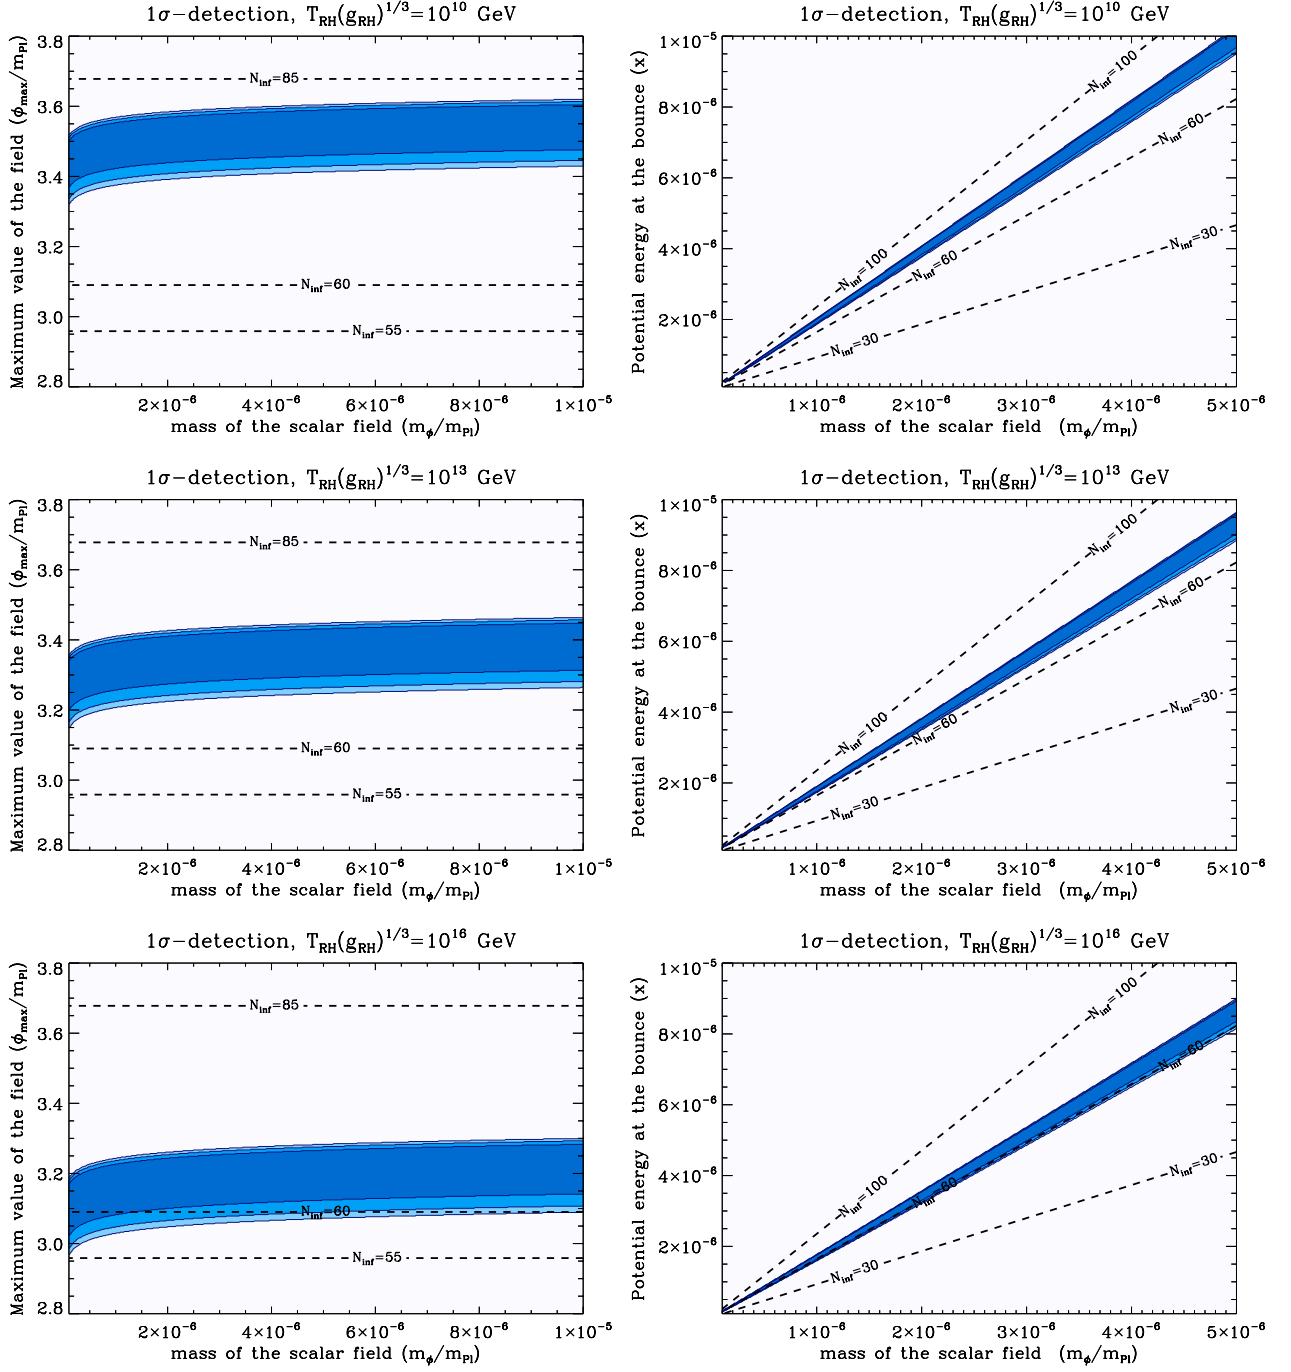 1σ−detection, T_RH(g_RH)^1/3=10^10 GeV
Maximum value of the field (ϕ_max/m_Pl)
3.8
3.6
3.4
3.2
3.0
2.8
N_inf=85
N_inf=60
N_inf=55
2×10^−6
4×10^−6
6×10^−6
8×10^−6
1×10^−5
mass of the scalar field (m_ϕ/m_Pl)
1σ−detection, T_RH(g_RH)^1/3=10^10 GeV
Potential energy at the bounce (x)
1×10^−5
8×10^−6
6×10^−6
4×10^−6
2×10^−6
N_inf=100
N_inf=60
N_inf=100
N_inf=60
N_inf=30
N_inf=30
1×10^−6
2×10^−6
3×10^−6
4×10^−6
5×10^−6
mass of the scalar field (m_ϕ/m_Pl)
1σ−detection, T_RH(g_RH)^1/3=10^13 GeV
Maximum value of the field (ϕ_max/m_Pl)
3.8
3.6
3.4
3.2
3.0
2.8
N_inf=85
N_inf=60
N_inf=55
2×10^−6
4×10^−6
6×10^−6
8×10^−6
1×10^−5
mass of the scalar field (m_ϕ/m_Pl)
1σ−detection, T_RH(g_RH)^1/3=10^13 GeV
Potential energy at the bounce (x)
1×10^−5
8×10^−6
6×10^−6
4×10^−6
2×10^−6
N_inf=100
N_inf=60
N_inf=100
N_inf=60
N_inf=30
N_inf=30
1×10^−6
2×10^−6
3×10^−6
4×10^−6
5×10^−6
mass of the scalar field (m_ϕ/m_Pl)
1σ−detection, T_RH(g_RH)^1/3=10^16 GeV
Maximum value of the field (ϕ_max/m_Pl)
3.8
3.6
3.4
3.2
3.0
2.8
N_inf=85
N_inf=60
N_inf=55
2×10^−6
4×10^−6
6×10^−6
8×10^−6
1×10^−5
mass of the scalar field (m_ϕ/m_Pl)
1σ−detection, T_RH(g_RH)^1/3=10^16 GeV
Potential energy at the bounce (x)
1×10^−5
8×10^−6
6×10^−6
4×10^−6
2×10^−6
N_inf=100
N_inf=60
N_inf=100
N_inf=60
N_inf=30
N_inf=30
1×10^−6
2×10^−6
3×10^−6
4×10^−6
5×10^−6
mass of the scalar field (m_ϕ/m_Pl)